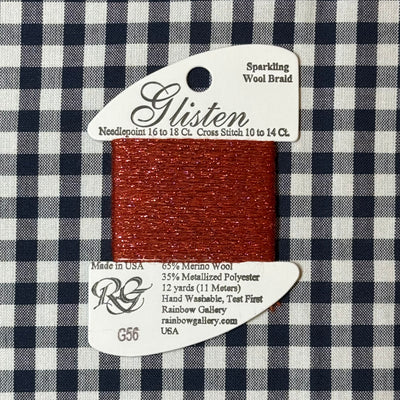 Sparkling
Wool Braid
Glisten
Needlepoint 16 to 18 Ct. Cross Stitch 10 to 14 Ct.
Made in USA
65% Merino Wool
35% Metallized Polyester
12 yards (11 Meters)
Hand Washable, Test First
Rainbow Gallery
rainbowgallery.com
USA
RG
G56